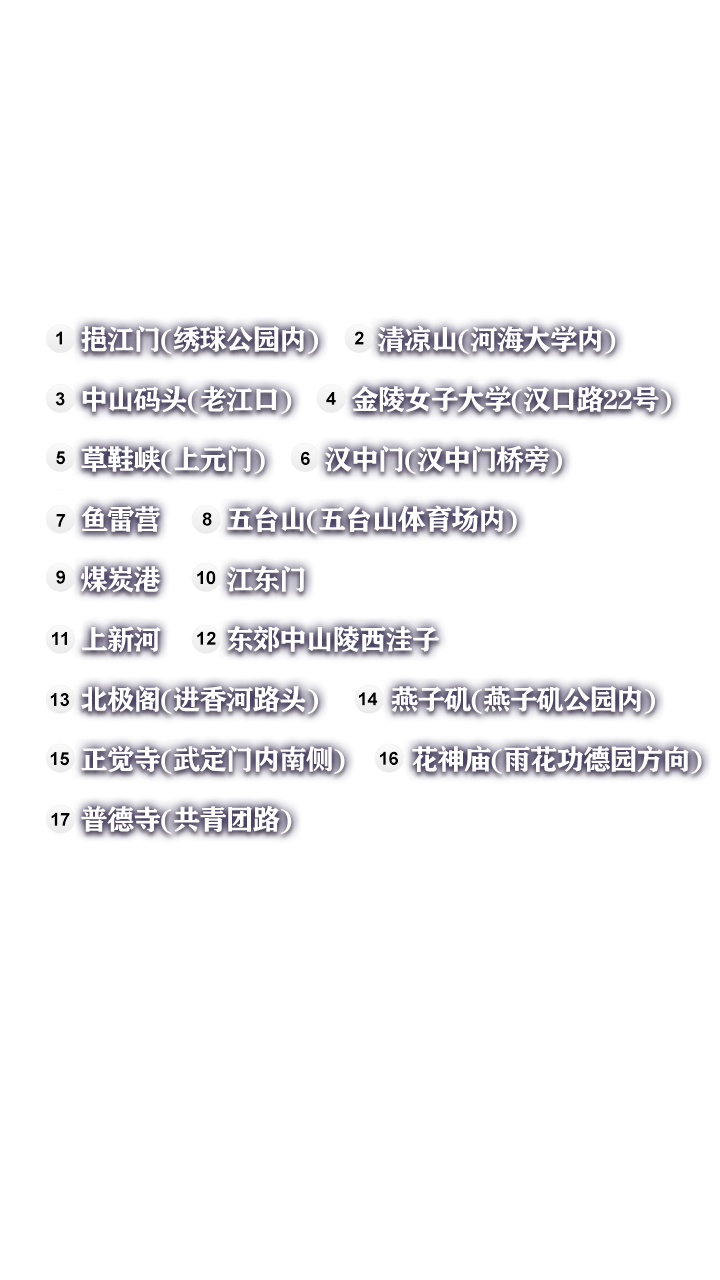 1 挹江门(绣球公园内) 2 清凉山(河海大学内)
3 中山码头(老江口) 4 金陵女子大学(汉口路22号)
5 草鞋峡(上元门) 6 汉中门(汉中门桥旁)
7 鱼雷营 8 五台山(五台山体育场内)
9 煤炭港 10 江东门
11 上新河 12 东郊中山陵西洼子
13 北极阁(进香河路头) 14 燕子矶(燕子矶公园内)
15 正觉寺(武定门内南侧) 16 花神庙(雨花功德园方向)
17 普德寺(共青团路)